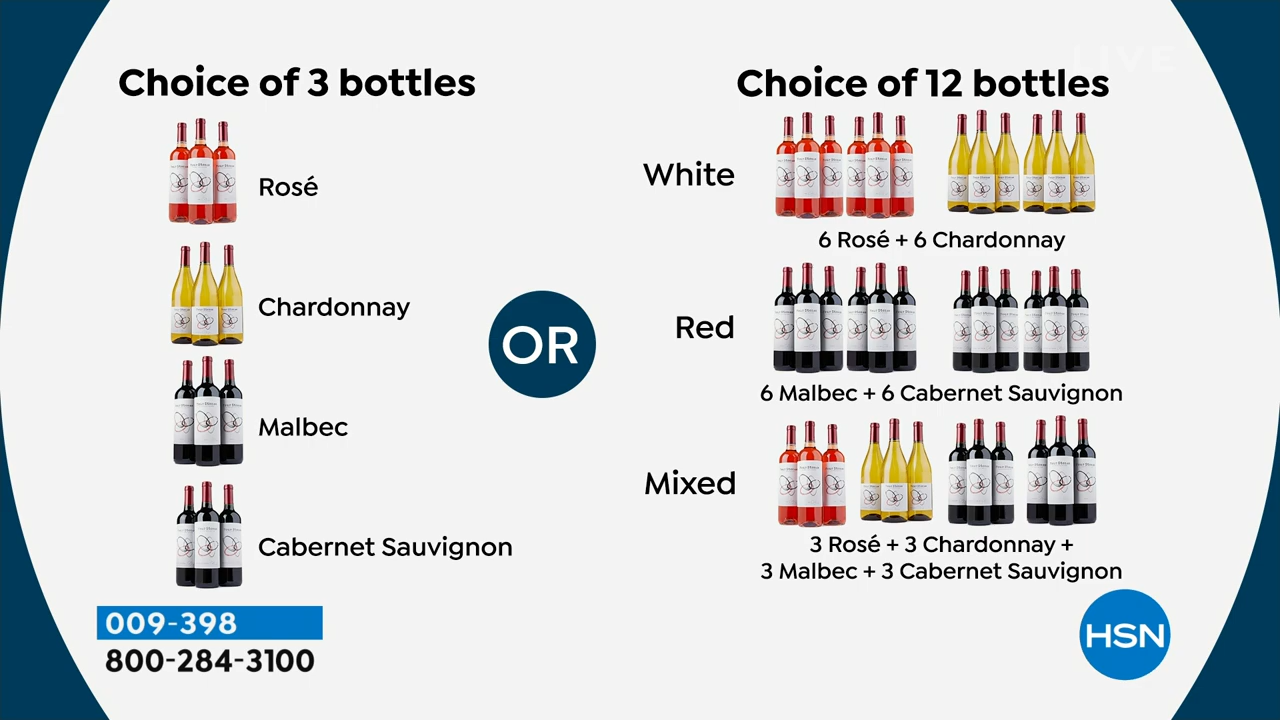 LIVE
Choice of 3 bottles
Rosé
Chardonnay
Malbec
Cabernet Sauvignon
OR
Choice of 12 bottles
White
6 Rosé + 6 Chardonnay
Red
6 Malbec + 6 Cabernet Sauvignon
Mixed
3 Rosé + 3 Chardonnay +
3 Malbec + 3 Cabernet Sauvignon
009-398
800-284-3100
HSN